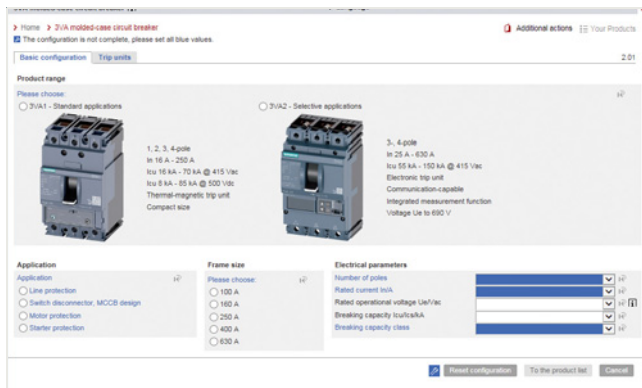 3VA molded-case circuit breaker
Home 3VA molded-case circuit breaker
Additional actions Your Products
The configuration is not complete, please set all blue values.
Basic configuration Trip units 2.01
Product range
Please choose:
3VA1 - Standard applications
1, 2, 3, 4-pole
In 16 A - 250 A
Icu 16 kA - 70 kA @ 415 Vac
Icu 8 kA - 85 kA @ 500 Vdc
Thermal-magnetic trip unit
Compact size
3VA2 - Selective applications
3-, 4-pole
In 25 A - 630 A
Icu 55 kA - 150 kA @ 415 Vac
Electronic trip unit
Communication-capable
Integrated measurement function
Voltage Ue to 690 V
Application
Application
Line protection
Switch disconnector, MCCB design
Motor protection
Starter protection
Frame size
Please choose:
100 A
160 A
250 A
400 A
630 A
Electrical parameters
Number of poles
Rated current In/A
Rated operational voltage Ue/Vac
Breaking capacity Icu/Ics/kA
Breaking capacity class
Reset configuration To the product list Cancel